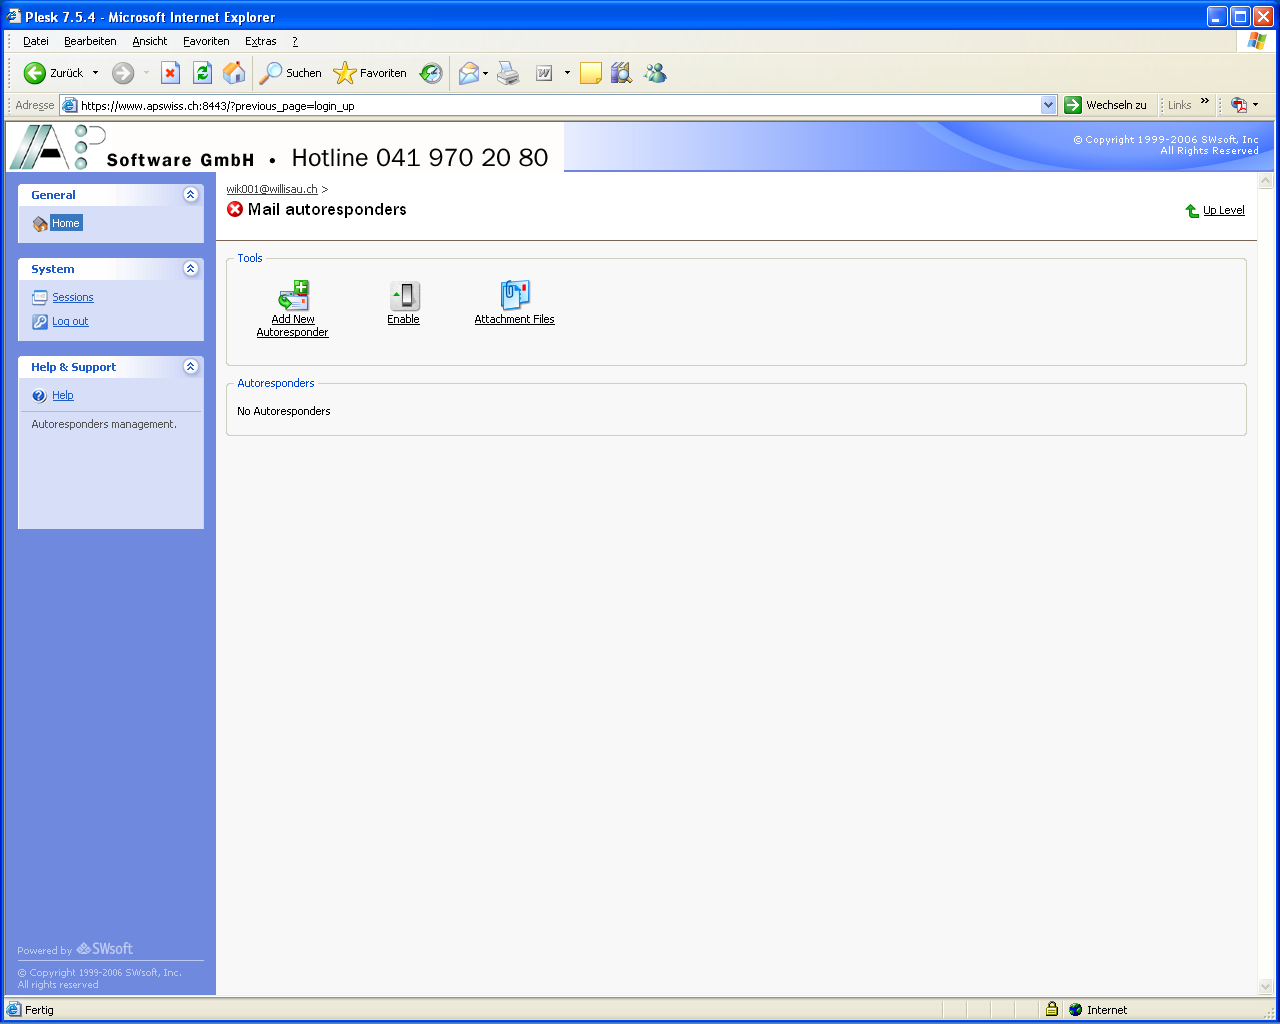 Plesk 7.5.4 - Microsoft Internet Explorer
Datei Bearbeiten Ansicht Favoriten Extras ?
Zurück Suchen Favoriten
Adresse https://www.apswiss.ch:8443/?previous_page=login_up Wechseln zu Links »
AP Software GmbH • Hotline 041 970 20 80
© Copyright 1999-2006 SWsoft, Inc
All Rights Reserved
General
Home
System
Sessions
Log out
Help & Support
Help
Autoresponders management.
wik001@willisau.ch >
Mail autoresponders
Up Level
Tools
Add New
Autoresponder
Enable
Attachment Files
Autoresponders
No Autoresponders
Powered by SWsoft
© Copyright 1999-2006 SWsoft, Inc.
All rights reserved
Fertig Internet